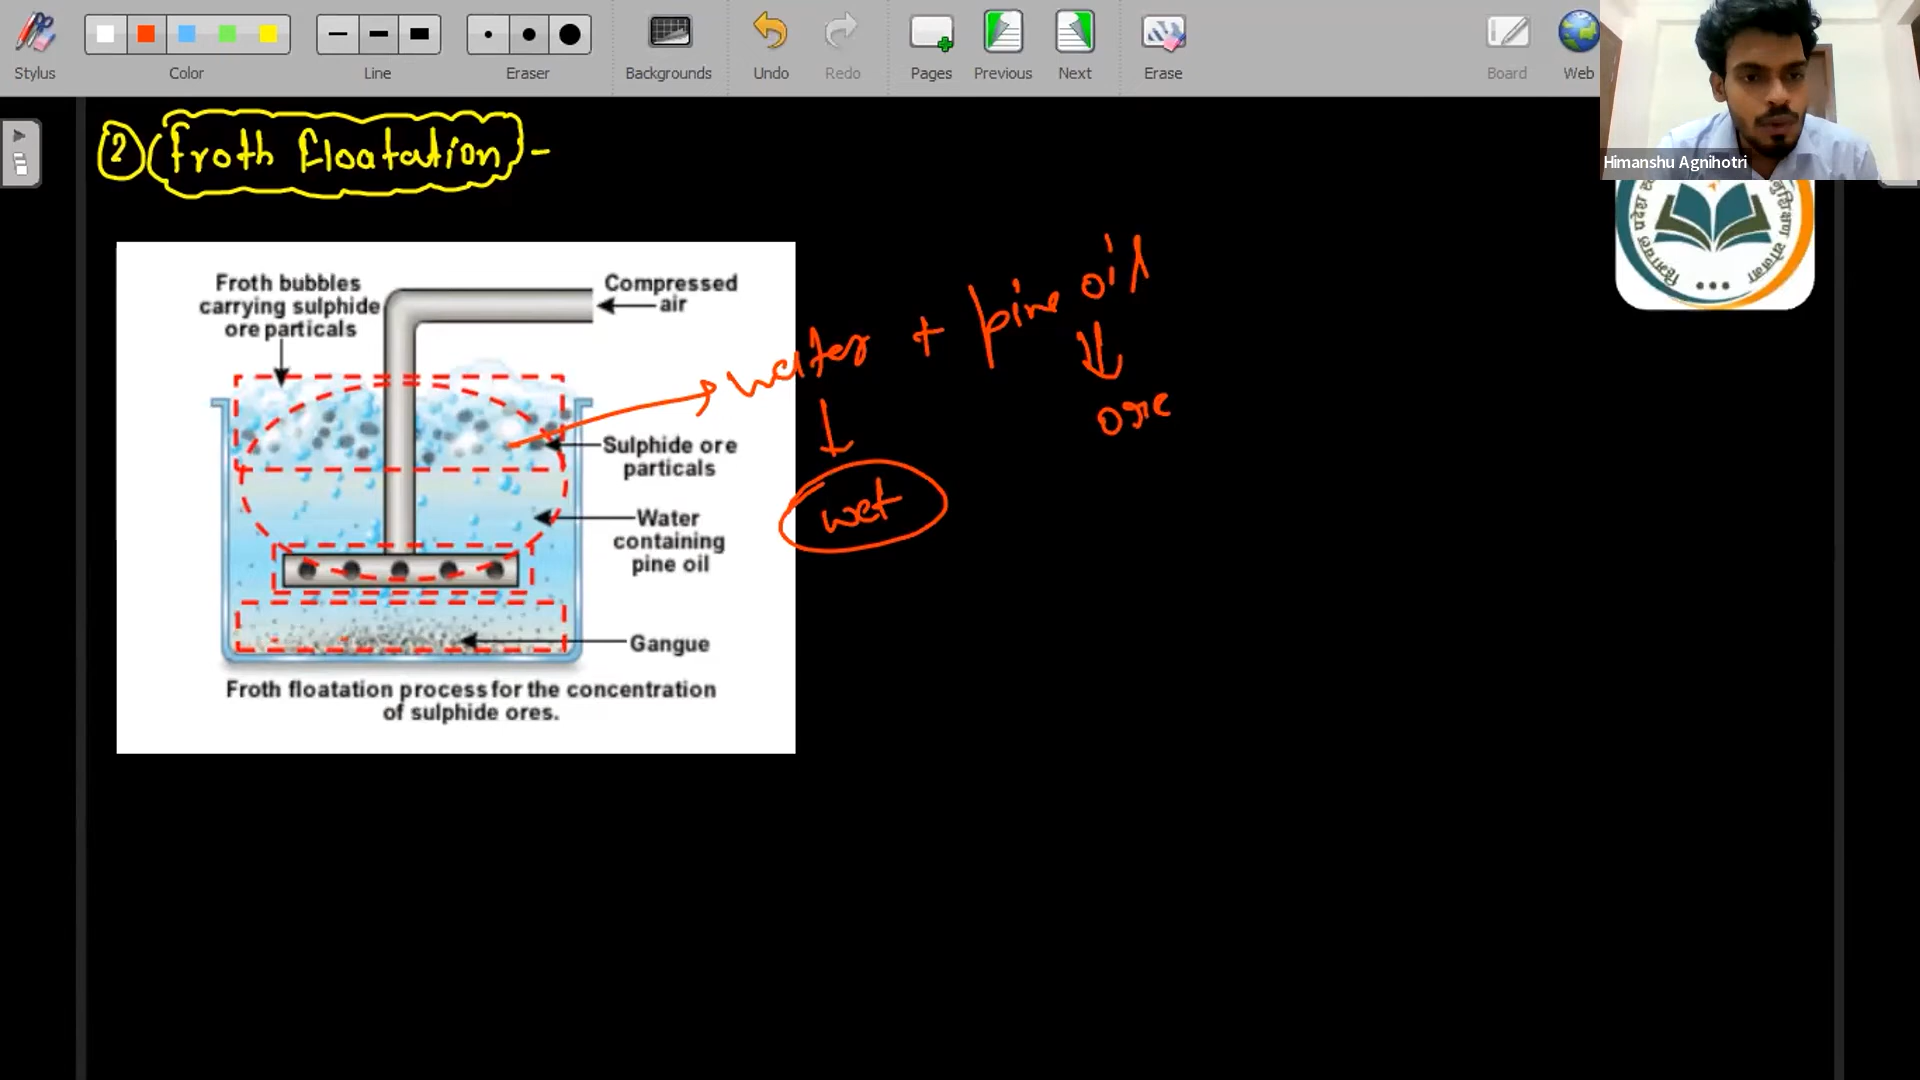 Stylus
Color
Line
Eraser
Backgrounds
Undo
Redo
Pages
Previous
Next
Erase
Board
Web
Himanshu Agnihotri
② Froth floatation -
Froth bubbles
carrying sulphide
ore particals
Compressed
air
Sulphide ore
particals
Water
containing
pine oil
Gangue
Froth floatation process for the concentration
of sulphide ores.
water + pine oil
ore
wet